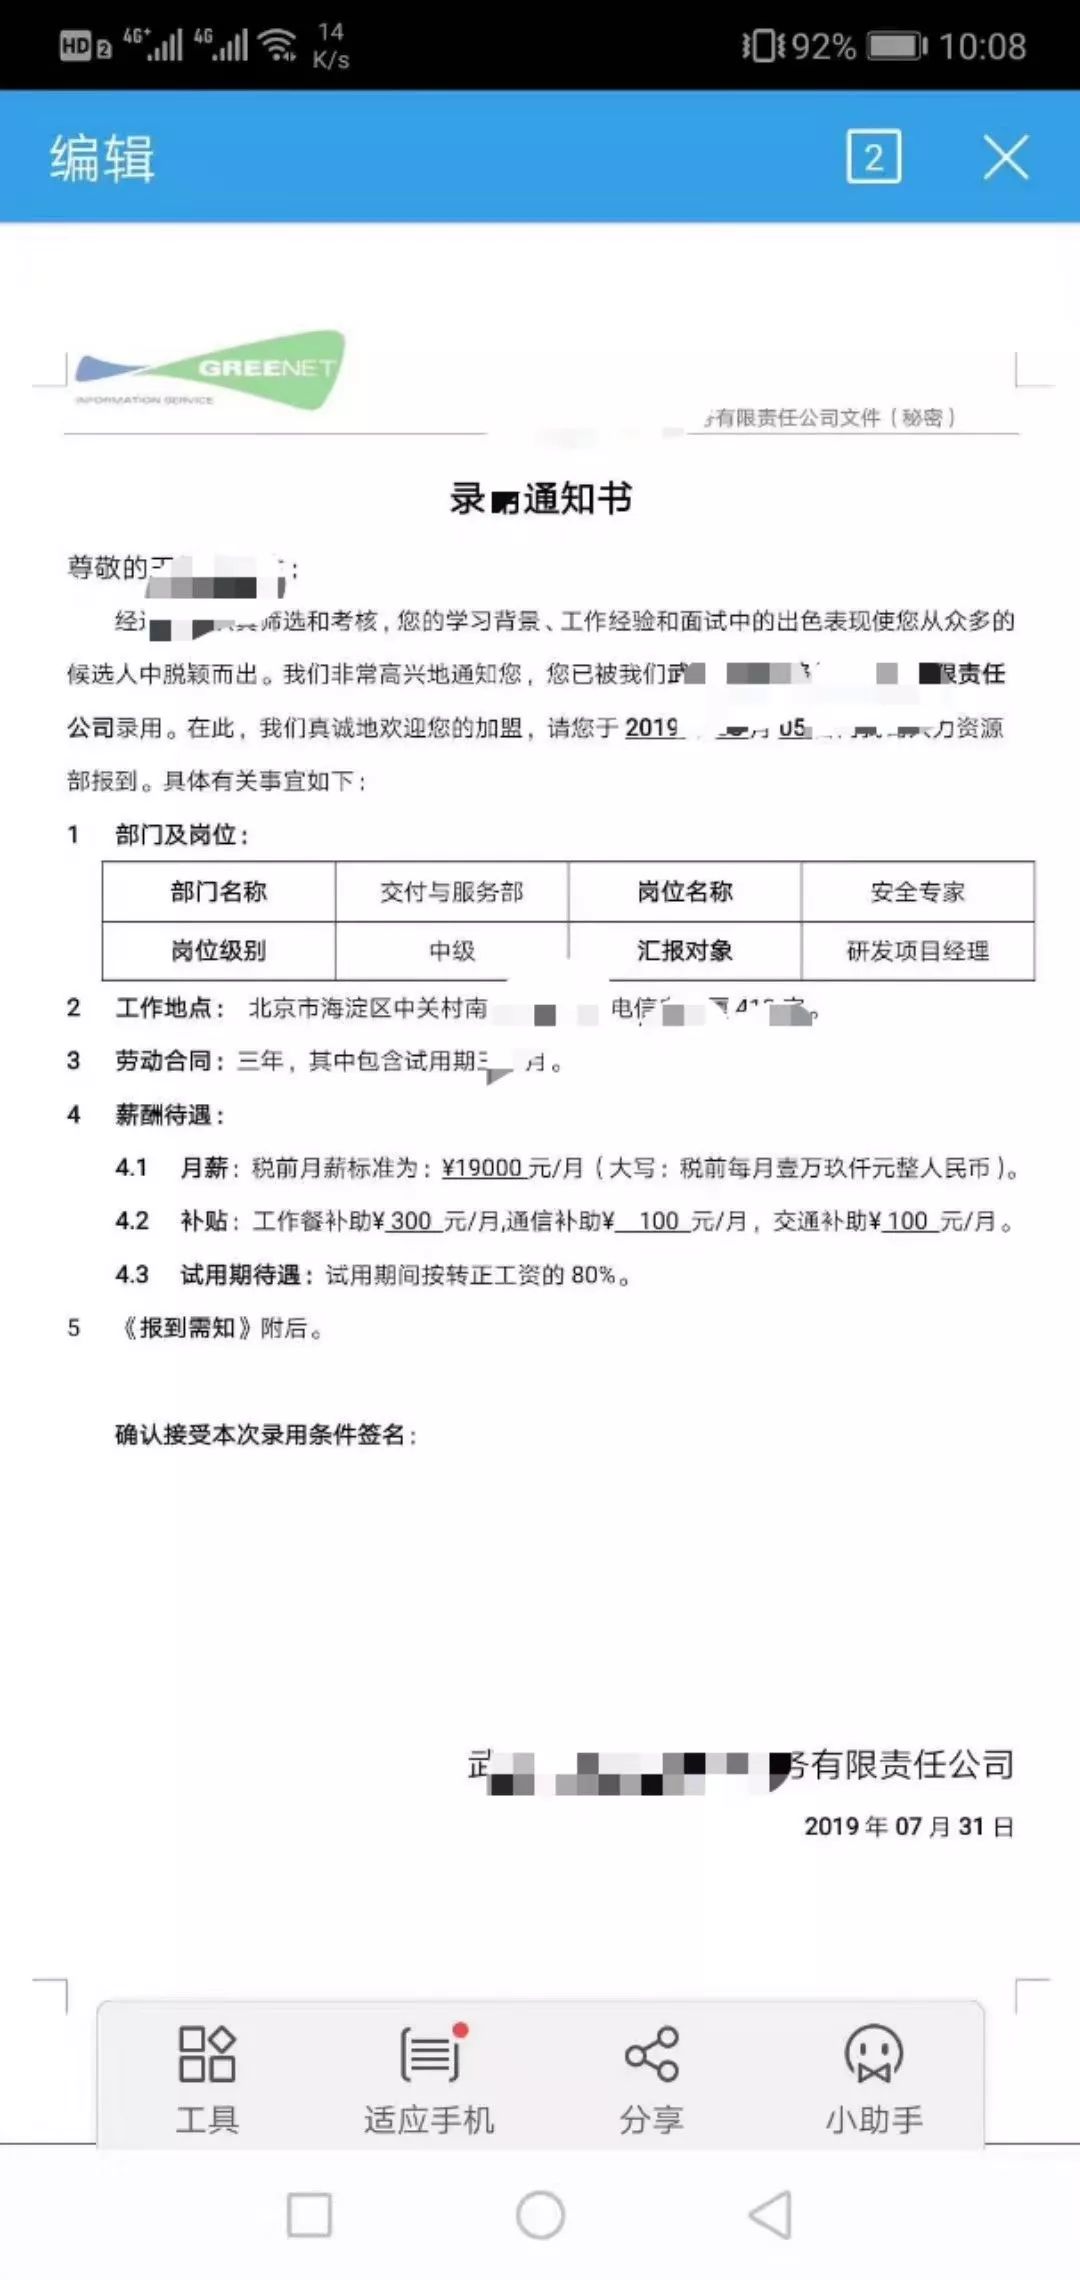 HD 2 4G+ 4G 14 K/s 92% 10:08
编辑 2
GREENET
INFORMATION SERVICE
有限责任公司文件（秘密）
录用通知书
尊敬的 ：
经 筛选和考核，您的学习背景、工作经验和面试中的出色表现使您从众多的
候选人中脱颖而出。我们非常高兴地通知您，您已被我们武 限责任
公司录用。在此，我们真诚地欢迎您的加盟，请您于 2019 月 05 力资源
部报到。具体有关事宜如下：
1 部门及岗位：
部门名称 交付与服务部 岗位名称 安全专家
岗位级别 中级 汇报对象 研发项目经理
2 工作地点： 北京市海淀区中关村南 电信 。
3 劳动合同：三年，其中包含试用期 月。
4 薪酬待遇：
4.1 月薪：税前月薪标准为：¥19000 元/月（大写：税前每月壹万玖仟元整人民币）。
4.2 补贴：工作餐补助¥ 300 元/月,通信补助¥ 100 元/月，交通补助¥ 100 元/月。
4.3 试用期待遇：试用期间按转正工资的 80%。
5 《报到需知》附后。
确认接受本次录用条件签名：
武 务有限责任公司
2019 年 07 月 31 日
工具 适应手机 分享 小助手